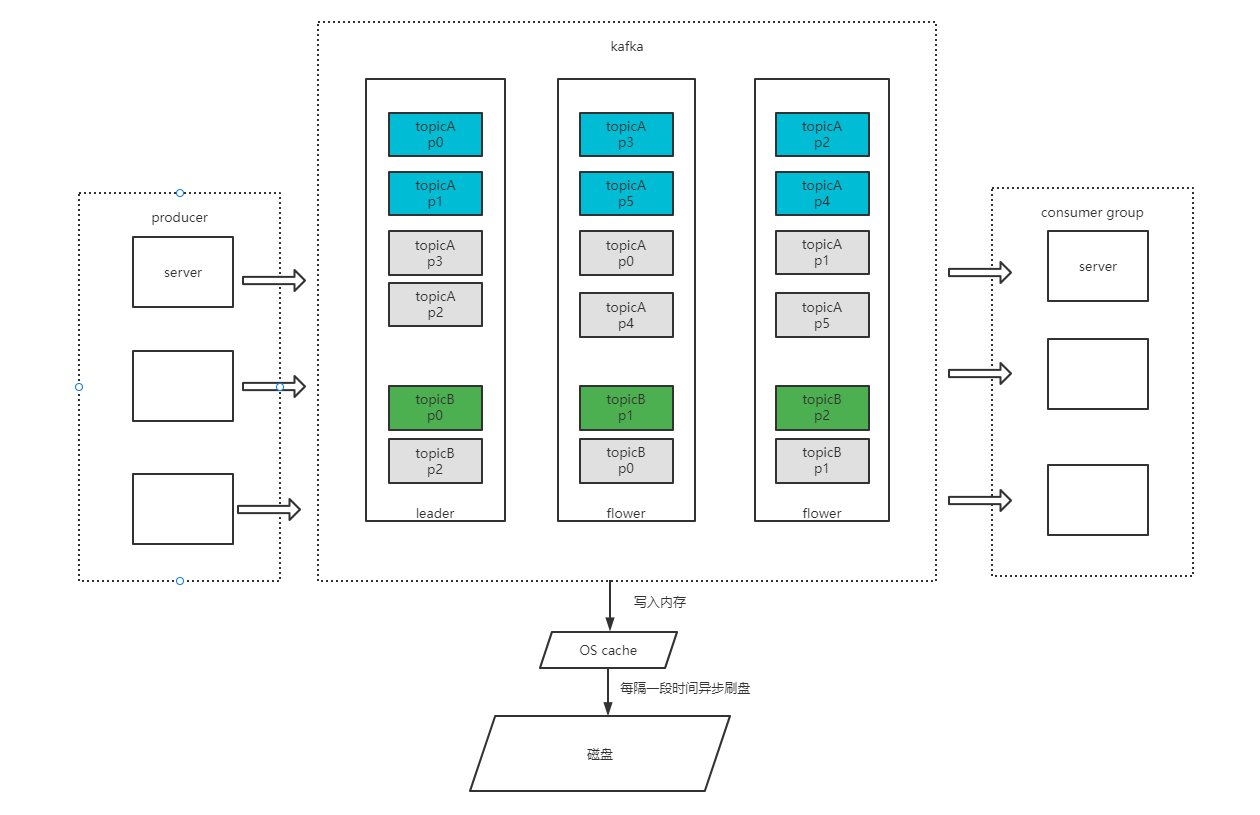 kafka
producer
server
topicA
p0
topicA
p1
topicA
p3
topicA
p2
topicB
p0
topicB
p2
leader
topicA
p3
topicA
p5
topicA
p0
topicA
p4
topicB
p1
topicB
p0
flower
topicA
p2
topicA
p4
topicA
p1
topicA
p5
topicB
p2
topicB
p1
flower
consumer group
server
写入内存
OS cache
每隔一段时间异步刷盘
磁盘